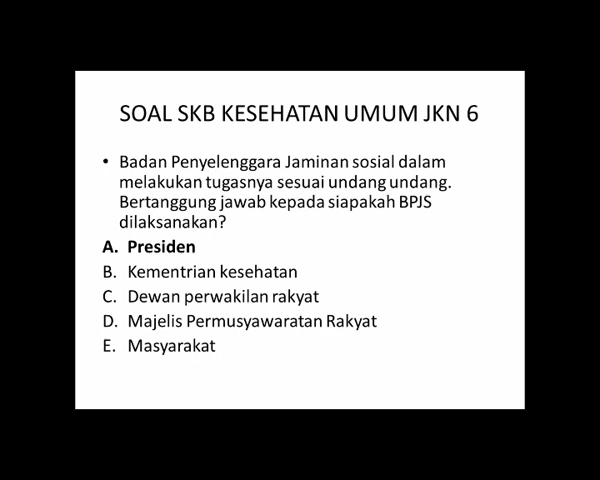 SOAL SKB KESEHATAN UMUM JKN 6
• Badan Penyelenggara Jaminan sosial dalam
melakukan tugasnya sesuai undang undang.
Bertanggung jawab kepada siapakah BPJS
dilaksanakan?
A. Presiden
B. Kementrian kesehatan
C. Dewan perwakilan rakyat
D. Majelis Permusyawaratan Rakyat
E. Masyarakat